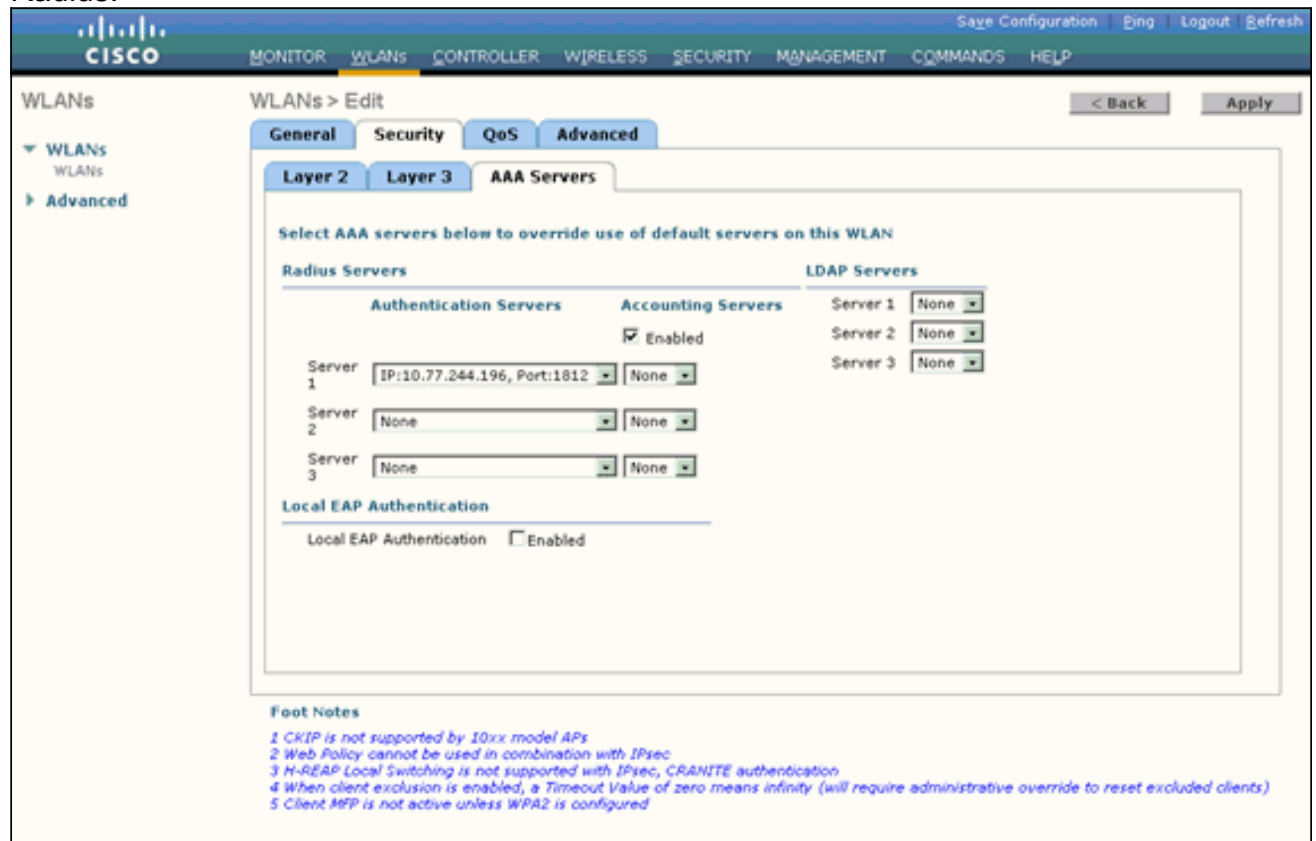 Radius.
Save Configuration | Ping | Logout | Refresh
CISCO
MONITOR WLANs CONTROLLER WIRELESS SECURITY MANAGEMENT COMMANDS HELP
WLANs
WLANs > Edit
< Back
Apply
WLANs
WLANs
Advanced
General Security QoS Advanced
Layer 2 Layer 3 AAA Servers
Select AAA servers below to override use of default servers on this WLAN
Radius Servers
LDAP Servers
Authentication Servers Accounting Servers
Enabled
Server 1 None
Server 2 None
Server 3 None
Server 1 IP:10.77.244.196, Port:1812 None
Server 2 None None
Server 3 None None
Local EAP Authentication
Local EAP Authentication Enabled
Foot Notes
1 CKIP is not supported by 10xx model APs
2 Web Policy cannot be used in combination with IPsec
3 H-REAP Local Switching is not supported with IPsec, CRANITE authentication
4 When client exclusion is enabled, a Timeout Value of zero means infinity (will require administrative override to reset excluded clients)
5 Client MFP is not active unless WPA2 is configured